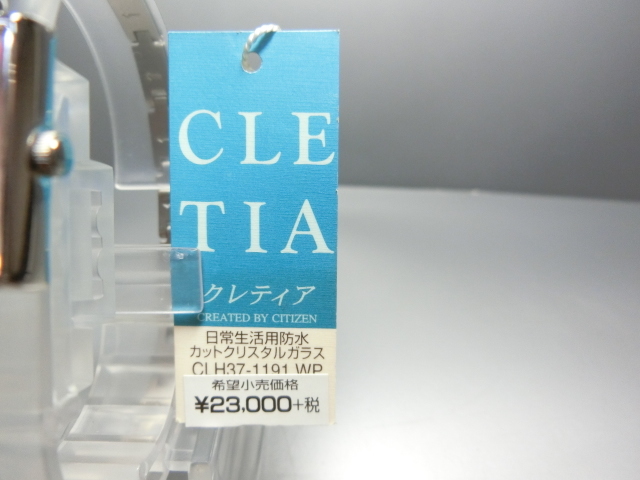 CLE
TIA
クレティア
CREATED BY CITIZEN
日常生活用防水
カットクリスタルガラス
CLH37-1191 WP
希望小売価格
¥23,000+税